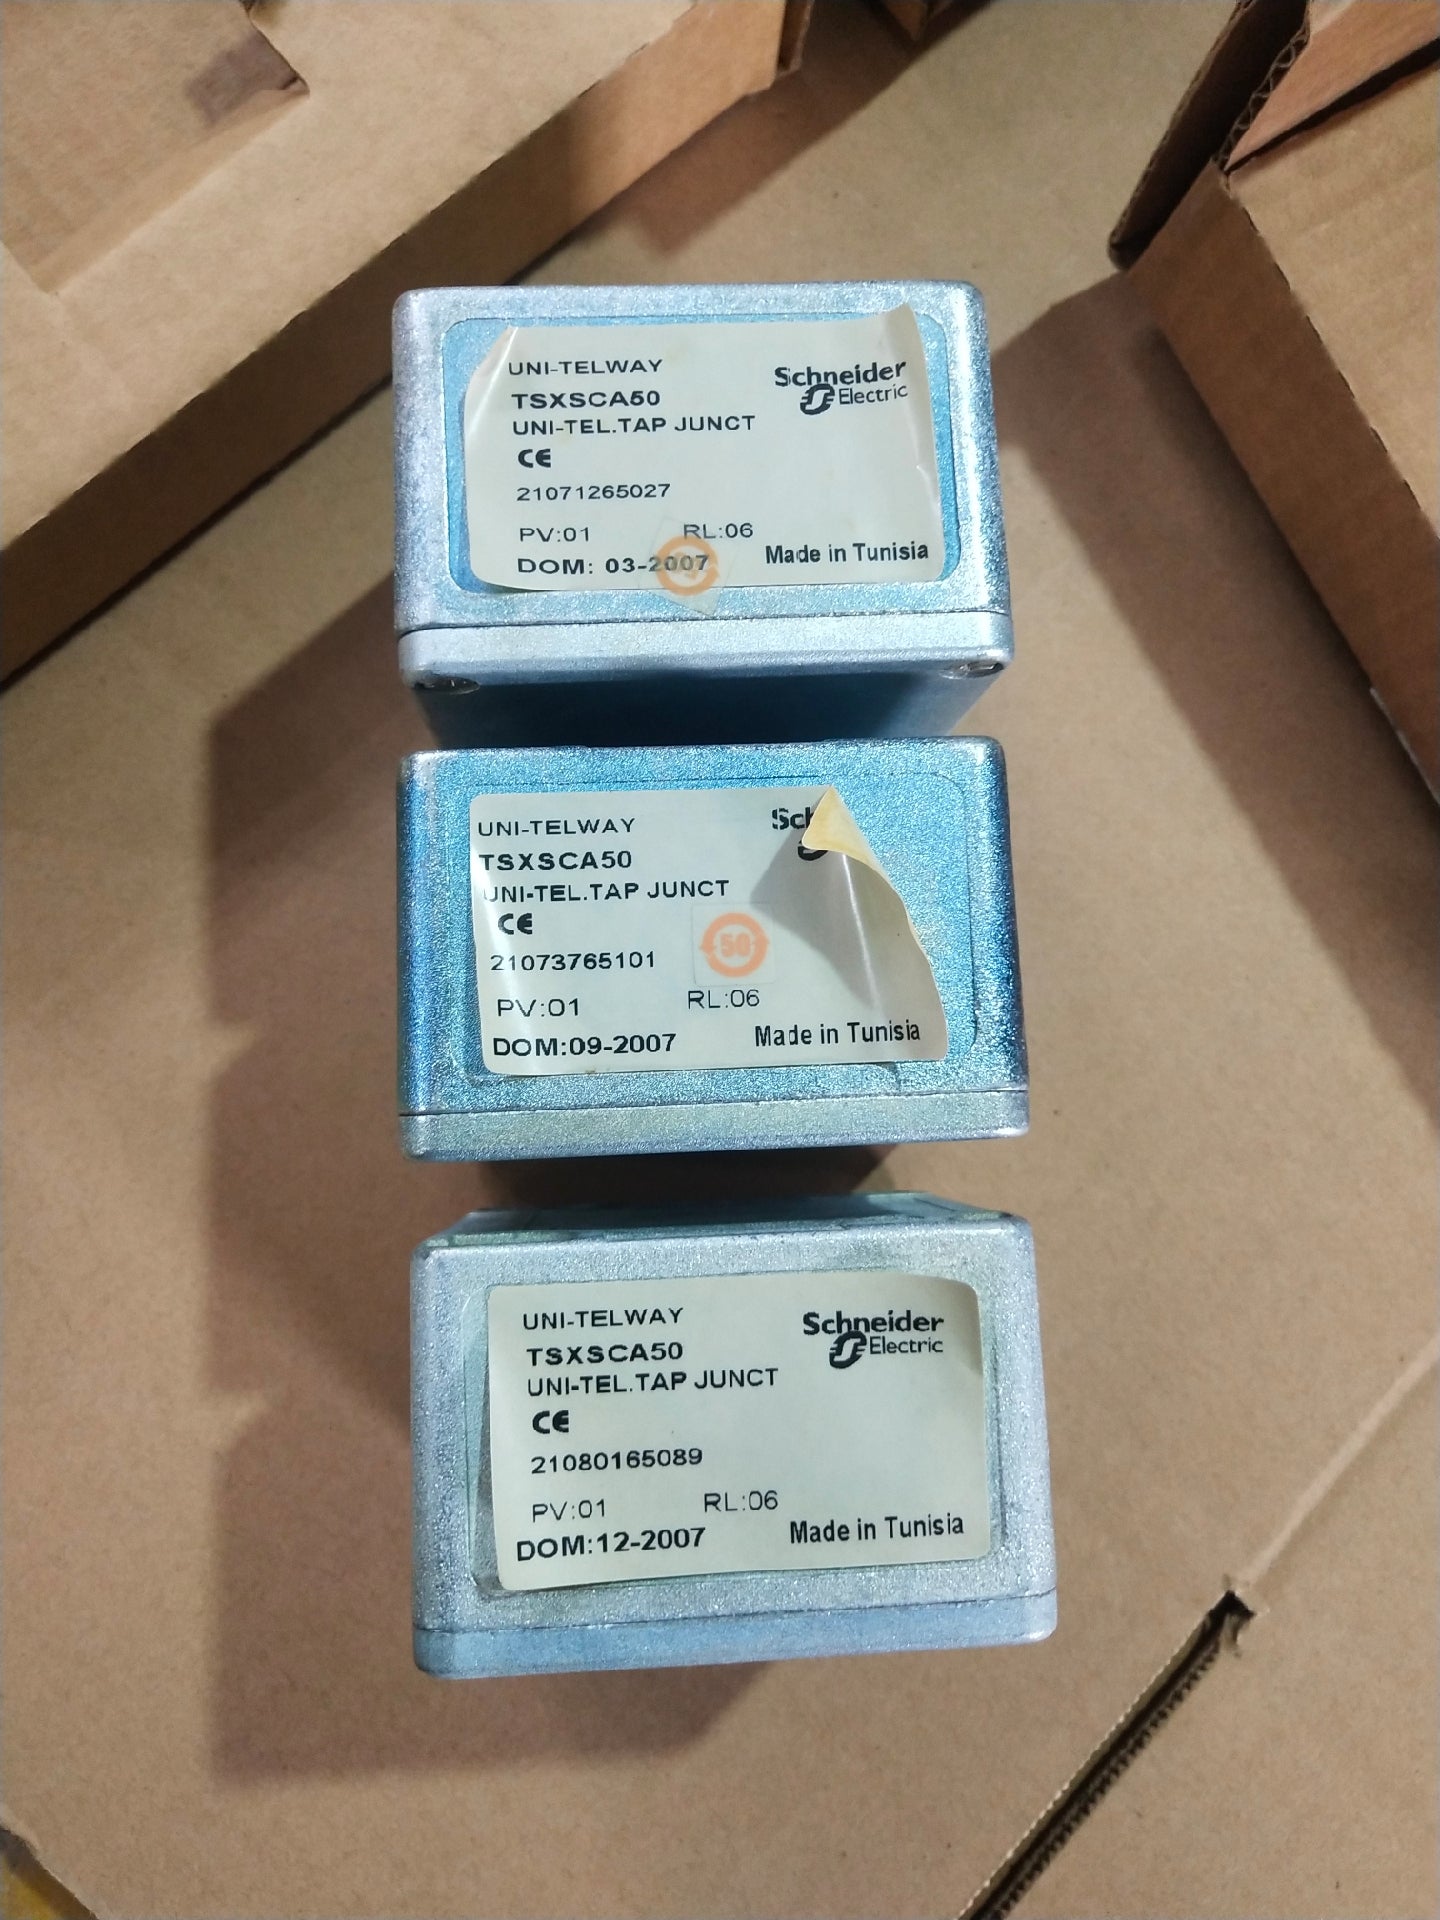 UNI-TELWAY
Schneider
Electric
TSXSCA50
UNI-TEL.TAP JUNCT
CE
21071265027
PV:01 RL:06
DOM: 03-2007 Made in Tunisia
UNI-TELWAY
TSXSCA50
UNI-TEL.TAP JUNCT
CE
50
21073765101
PV:01 RL:06
DOM:09-2007 Made in Tunisia
UNI-TELWAY
Schneider
Electric
TSXSCA50
UNI-TEL.TAP JUNCT
CE
21080165089
PV:01 RL:06
DOM:12-2007 Made in Tunisia